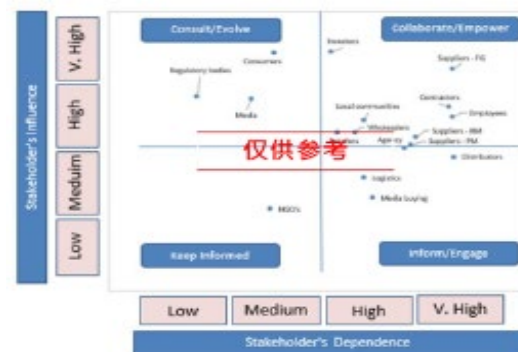 Consult/Evolve
Collaborate/Empower
Consumers
Investors
Regulatory bodies
Suppliers - FG
Media
Contractors
Local communities
Employees
Wholesalers
Suppliers - RM
Agency
Suppliers - PM
仅供参考
Distributors
Logistics
Media buying
NGO's
Keep Informed
Inform/Engage
Stakeholder's Influence
V. High
High
Meduim
Low
Low
Medium
High
V. High
Stakeholder's Dependence